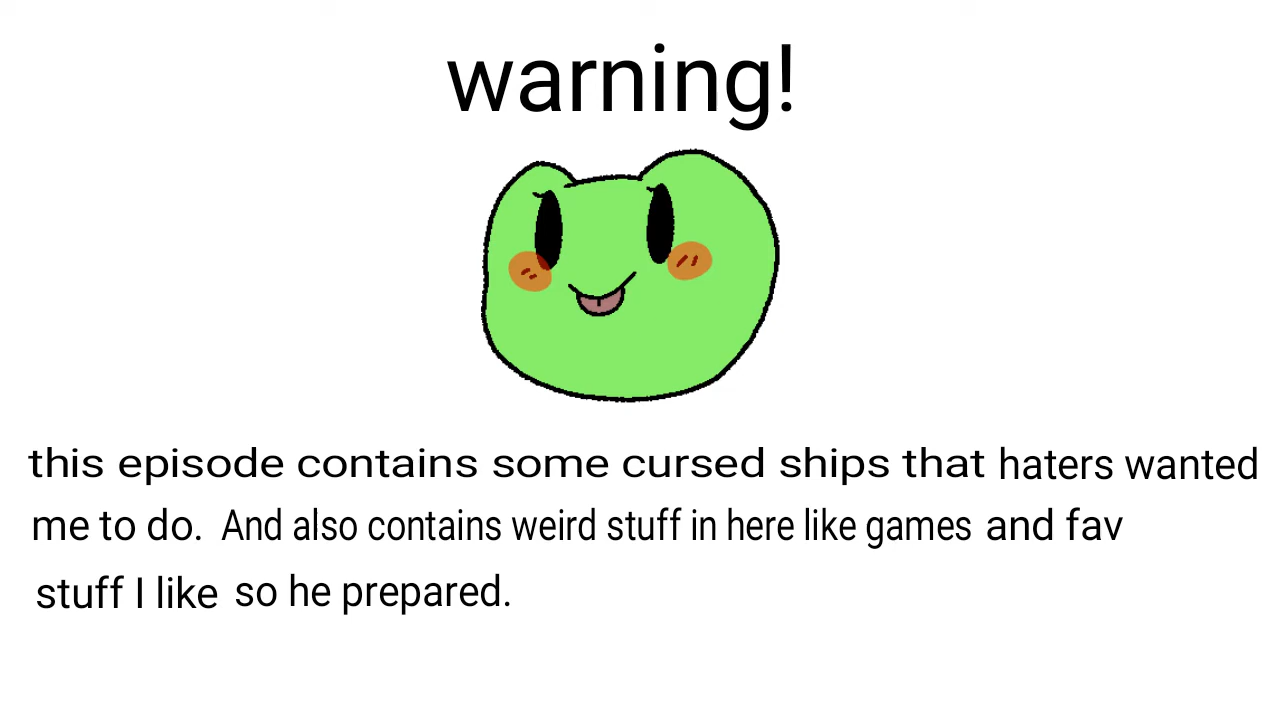 warning!
this episode contains some cursed ships that haters wanted
me to do. And also contains weird stuff in here like games and fav
stuff I like so he prepared.